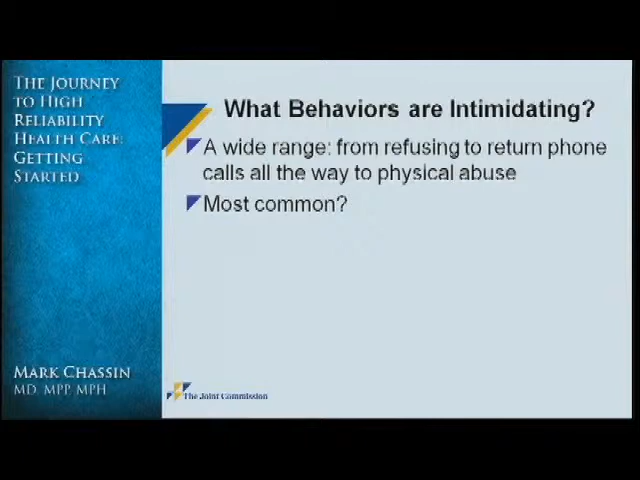 THE JOURNEY
TO HIGH
RELIABILITY
HEALTH CARE:
GETTING
STARTED
What Behaviors are Intimidating?
A wide range: from refusing to return phone
calls all the way to physical abuse
Most common?
MARK CHASSIN
MD, MPP, MPH
The Joint Commission